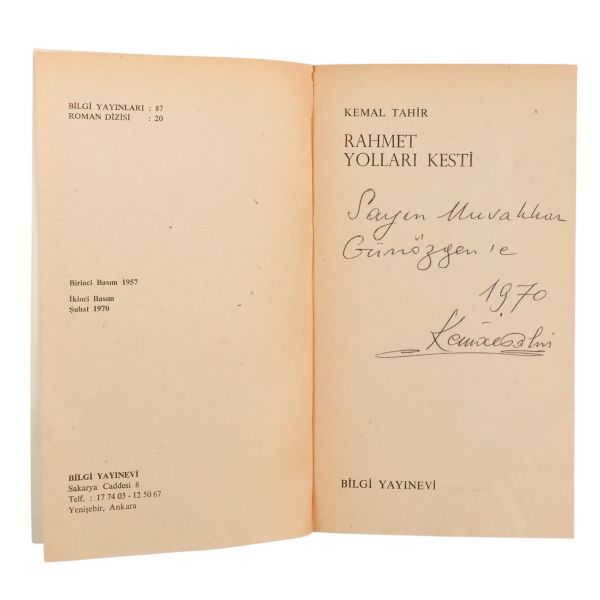 BİLGİ YAYINLARI : 87
ROMAN DİZİSİ : 20
Birinci Basım 1957
İkinci Basım
Şubat 1970
BİLGİ YAYINEVİ
Sakarya Caddesi 8
Telf. : 17 74 03 - 12 50 67
Yenişehir, Ankara
KEMAL TAHİR
RAHMET
YOLLARI KESTİ
Sayın Muvakkar
Günözgen'e
1970
BİLGİ YAYINEVİ